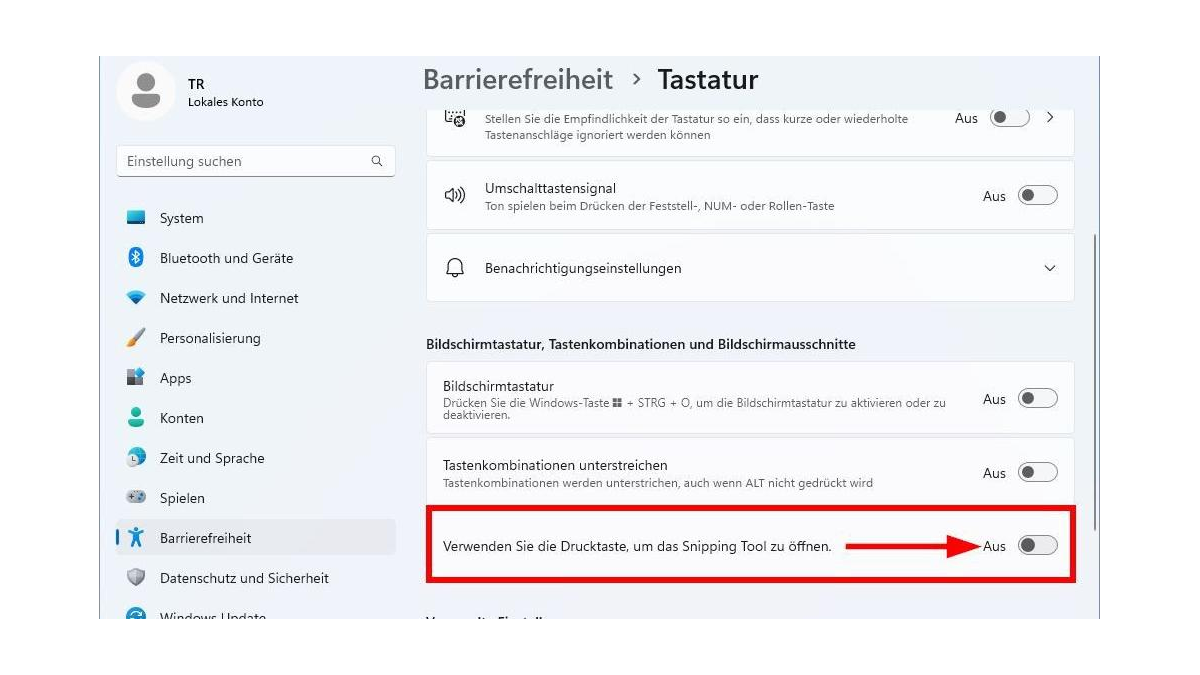 TR
Lokales Konto
Einstellung suchen
System
Bluetooth und Geräte
Netzwerk und Internet
Personalisierung
Apps
Konten
Zeit und Sprache
Spielen
Barrierefreiheit
Datenschutz und Sicherheit
Windows Update
Barrierefreiheit > Tastatur
Stellen Sie die Empfindlichkeit der Tastatur so ein, dass kurze oder wiederholte
Tastenanschläge ignoriert werden können
Aus
Umschalttastensignal
Ton spielen beim Drücken der Feststell-, NUM- oder Rollen-Taste
Aus
Benachrichtigungseinstellungen
Bildschirmtastatur, Tastenkombinationen und Bildschirmausschnitte
Bildschirmtastatur
Drücken Sie die Windows-Taste + STRG + O, um die Bildschirmtastatur zu aktivieren oder zu
deaktivieren.
Aus
Tastenkombinationen unterstreichen
Tastenkombinationen werden unterstrichen, auch wenn ALT nicht gedrückt wird
Aus
Verwenden Sie die Drucktaste, um das Snipping Tool zu öffnen.
Aus